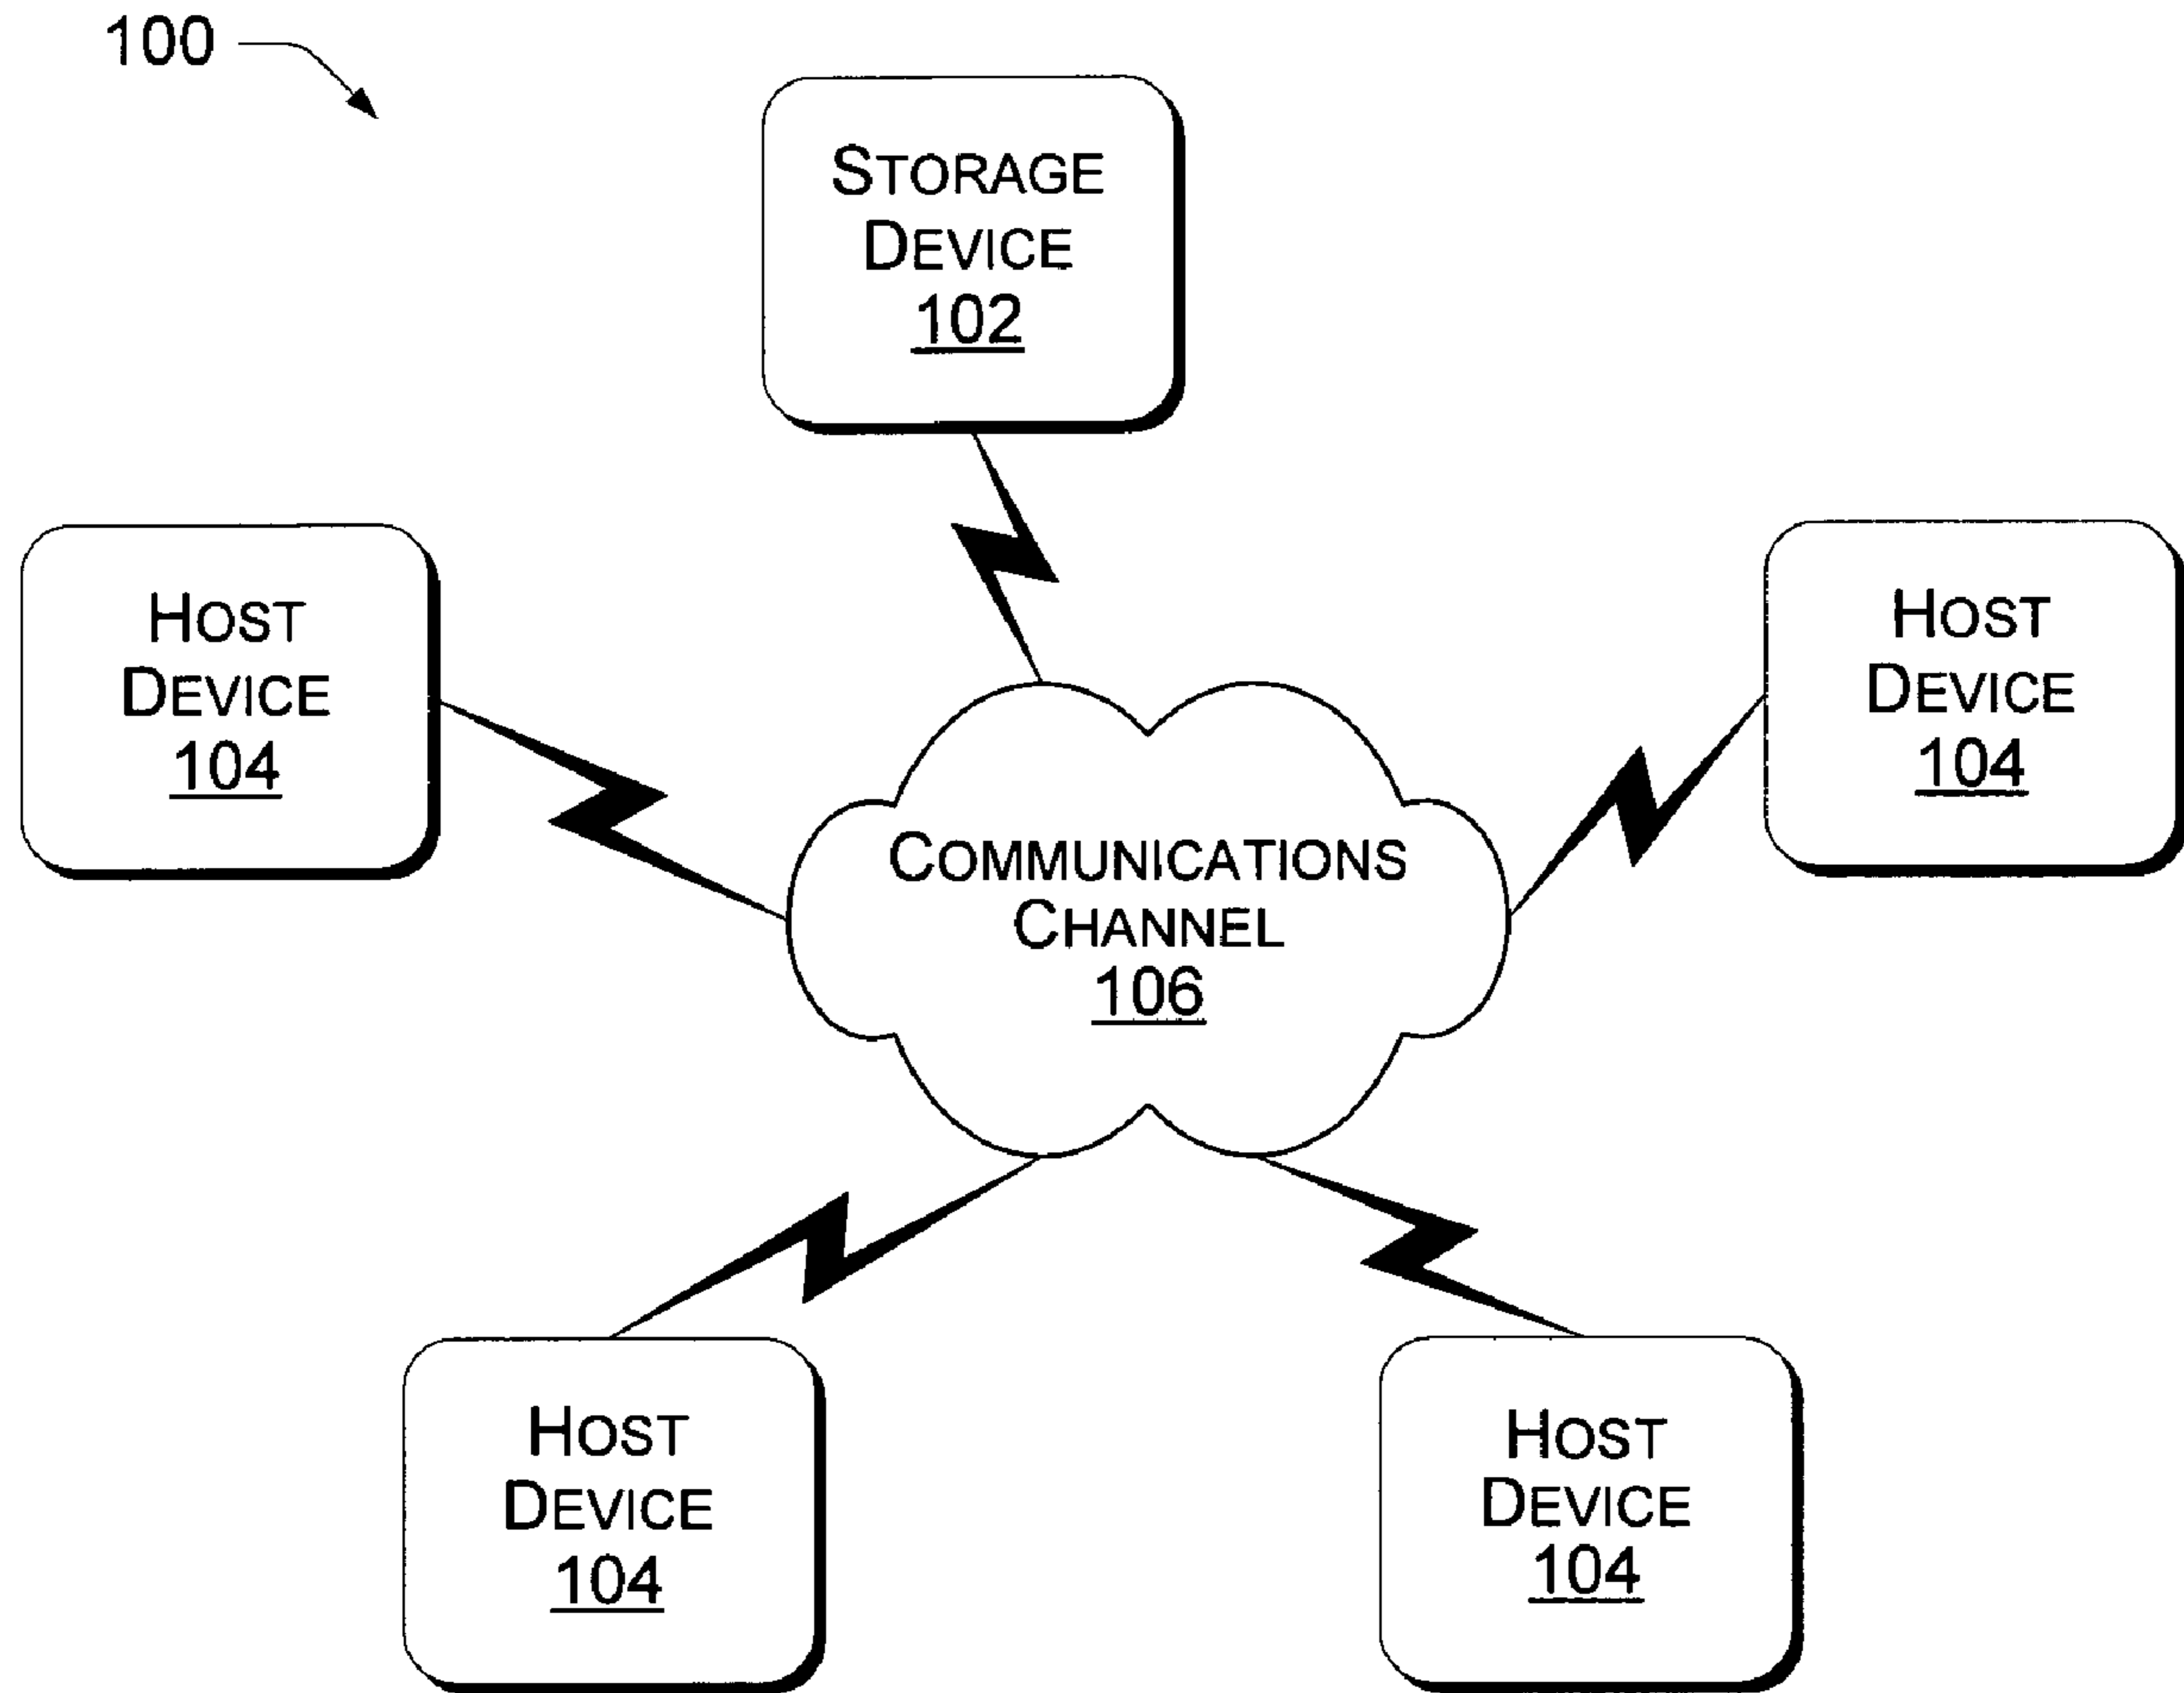 100
STORAGE
DEVICE
102
HOST
DEVICE
104
HOST
DEVICE
104
COMMUNICATIONS
CHANNEL
106
HOST
DEVICE
104
HOST
DEVICE
104